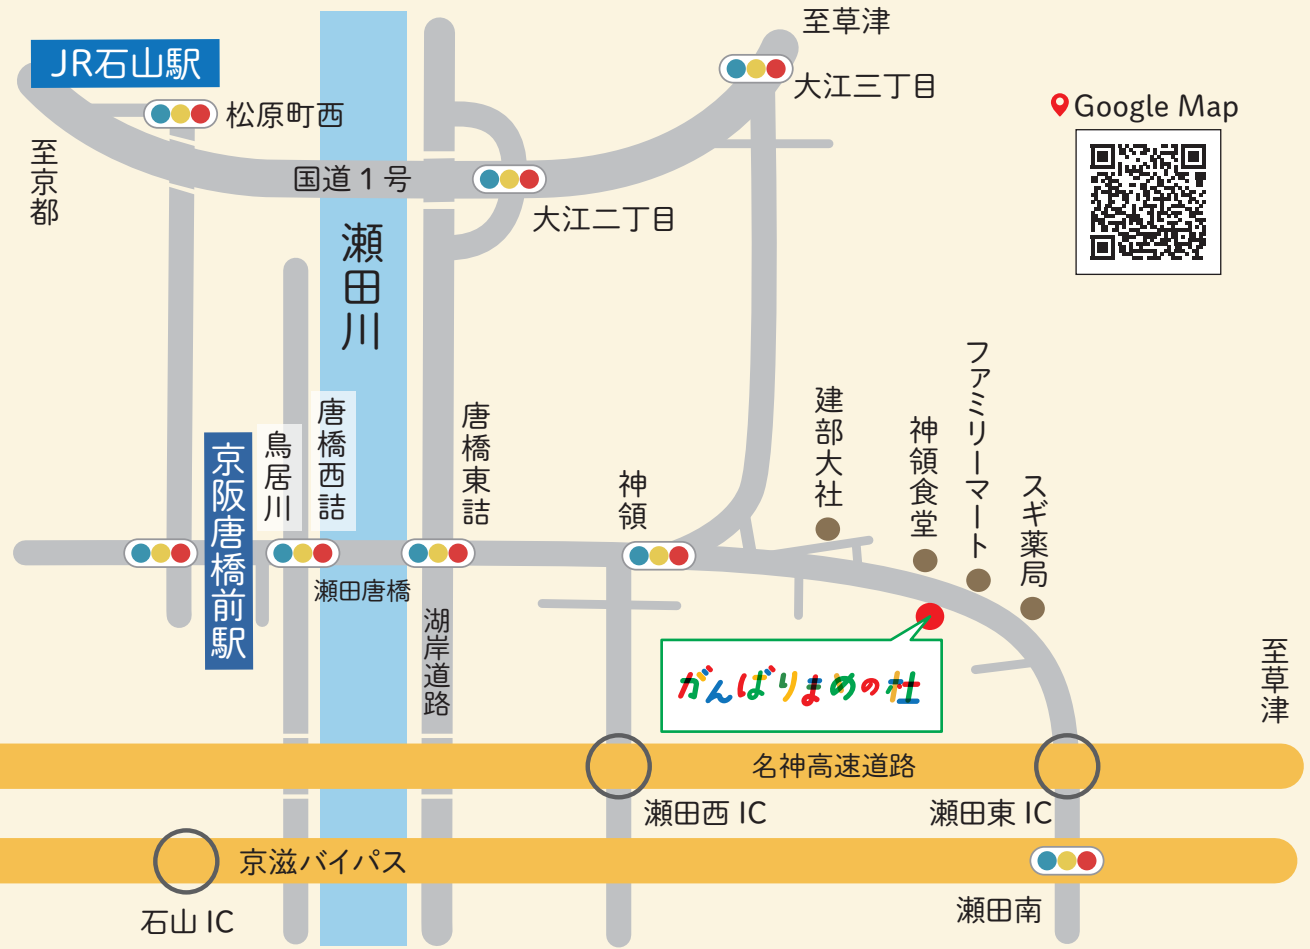 至草津
JR石山駅
大江三丁目
松原町西
Google Map
至京都
国道1号
大江二丁目
瀬田川
京阪唐橋前駅
鳥居川
唐橋西詰
唐橋東詰
神領
建部大社
神領食堂
ファミリーマート
スギ薬局
瀬田唐橋
湖岸道路
がんばりまめの杜
至草津
名神高速道路
瀬田西 IC
瀬田東 IC
京滋バイパス
石山 IC
瀬田南